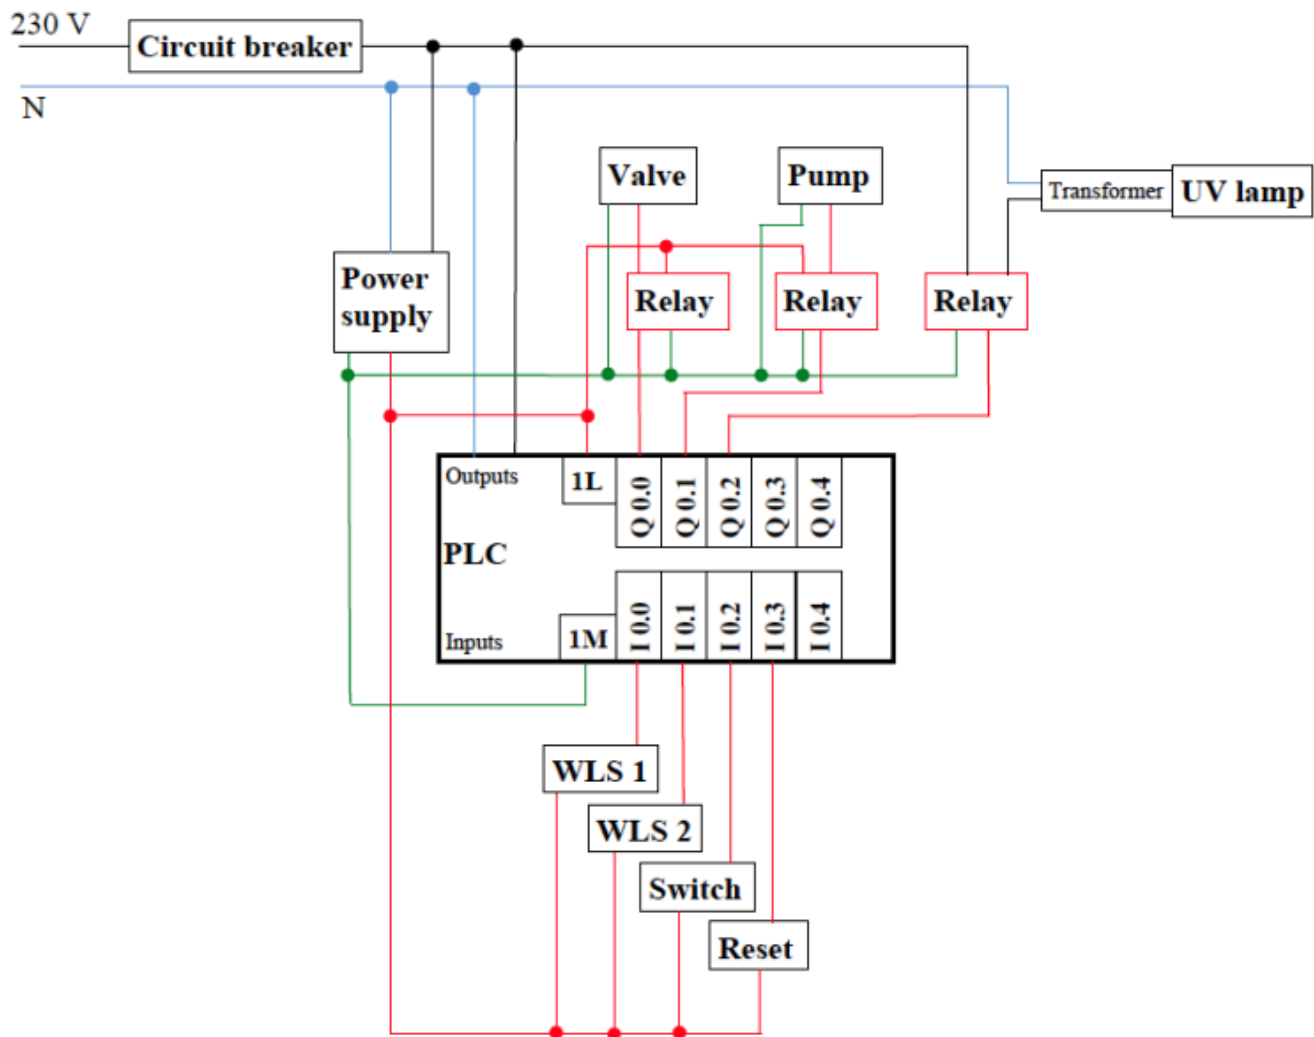 230 V
Circuit breaker
N
Valve
Pump
Transformer
UV lamp
Power
supply
Relay
Relay
Relay
Outputs
1L
Q 0.0
Q 0.1
Q 0.2
Q 0.3
Q 0.4
PLC
Inputs
1M
I 0.0
I 0.1
I 0.2
I 0.3
I 0.4
WLS 1
WLS 2
Switch
Reset